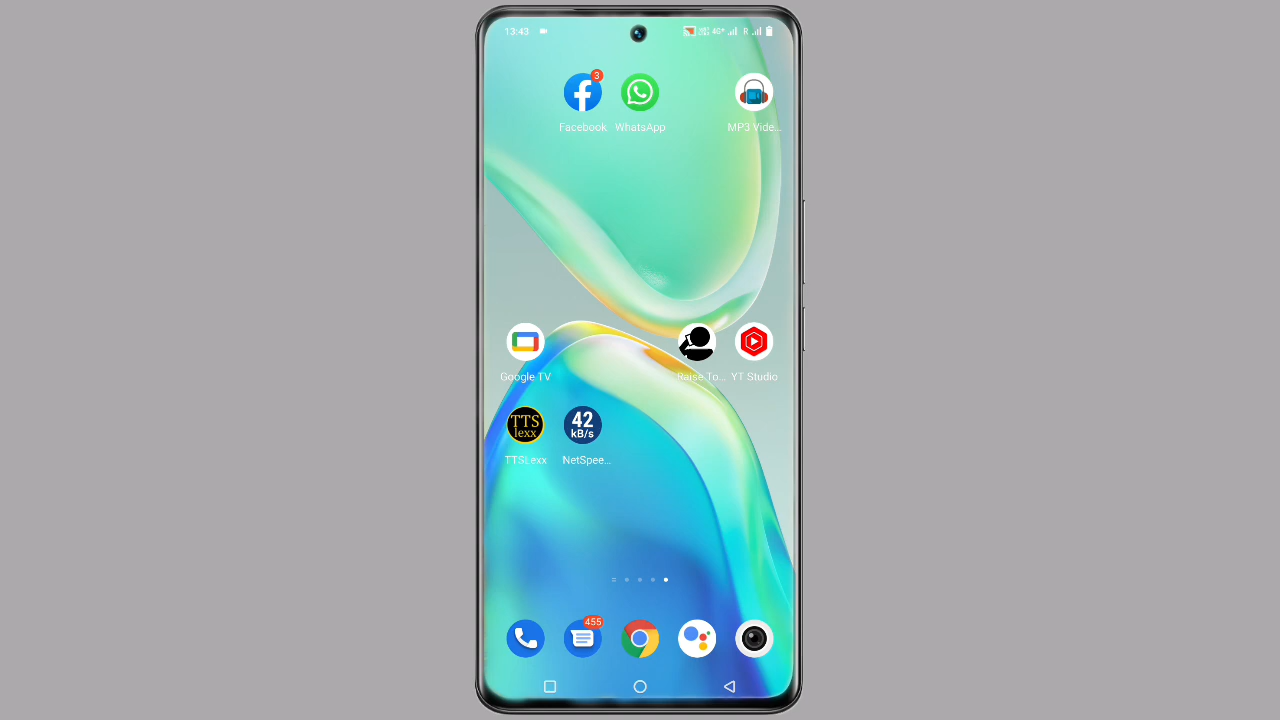 13:43
4G+ R
3
Facebook WhatsApp MP3 Vide...
Google TV Raise To... YT Studio
TTS
lexx
42
kB/s
TTSLexx NetSpee...
455